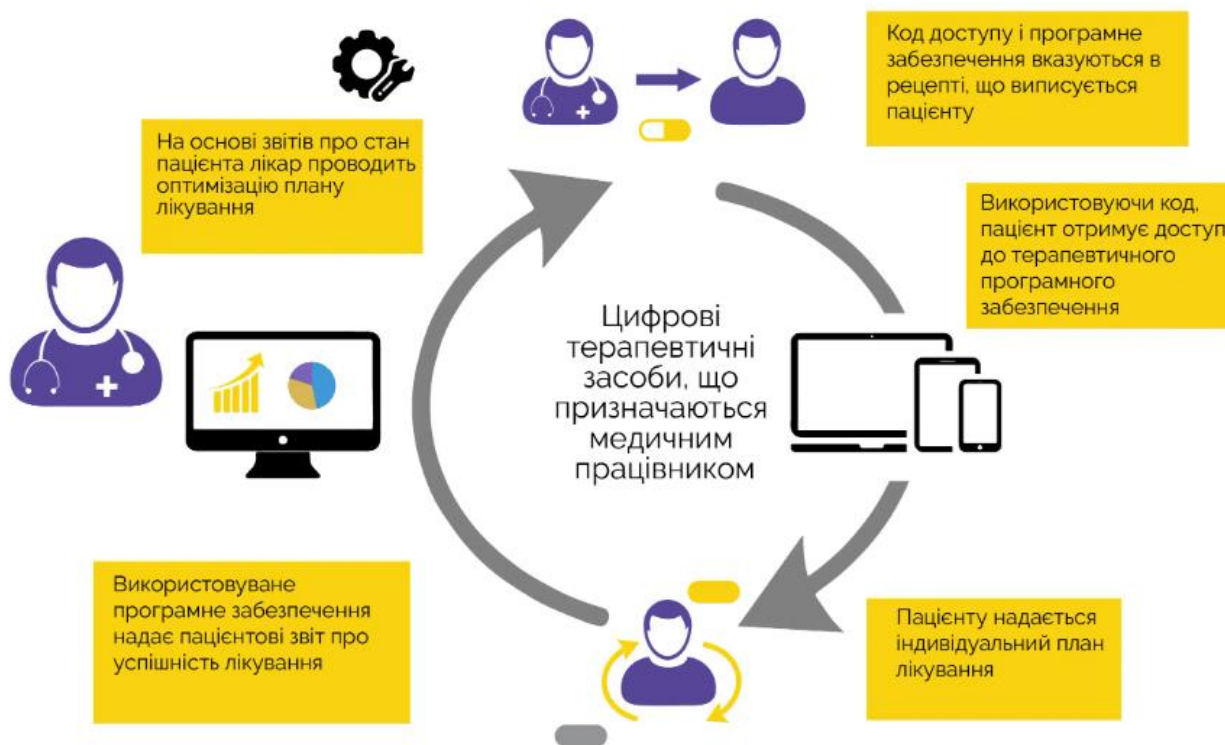 Код доступу і програмне
забезпечення вказуються в
рецепті, що виписується
пацієнту
На основі звітів про стан
пацієнта лікар проводить
оптимізацію плану
лікування
Використовуючи код,
пацієнт отримує доступ
до терапевтичного
програмного
забезпечення
Цифрові
терапевтичні
засоби, що
призначаються
медичним
працівником
Використовуване
програмне забезпечення
надає пацієнтові звіт про
успішність лікування
Пацієнту надається
індивідуальний план
лікування